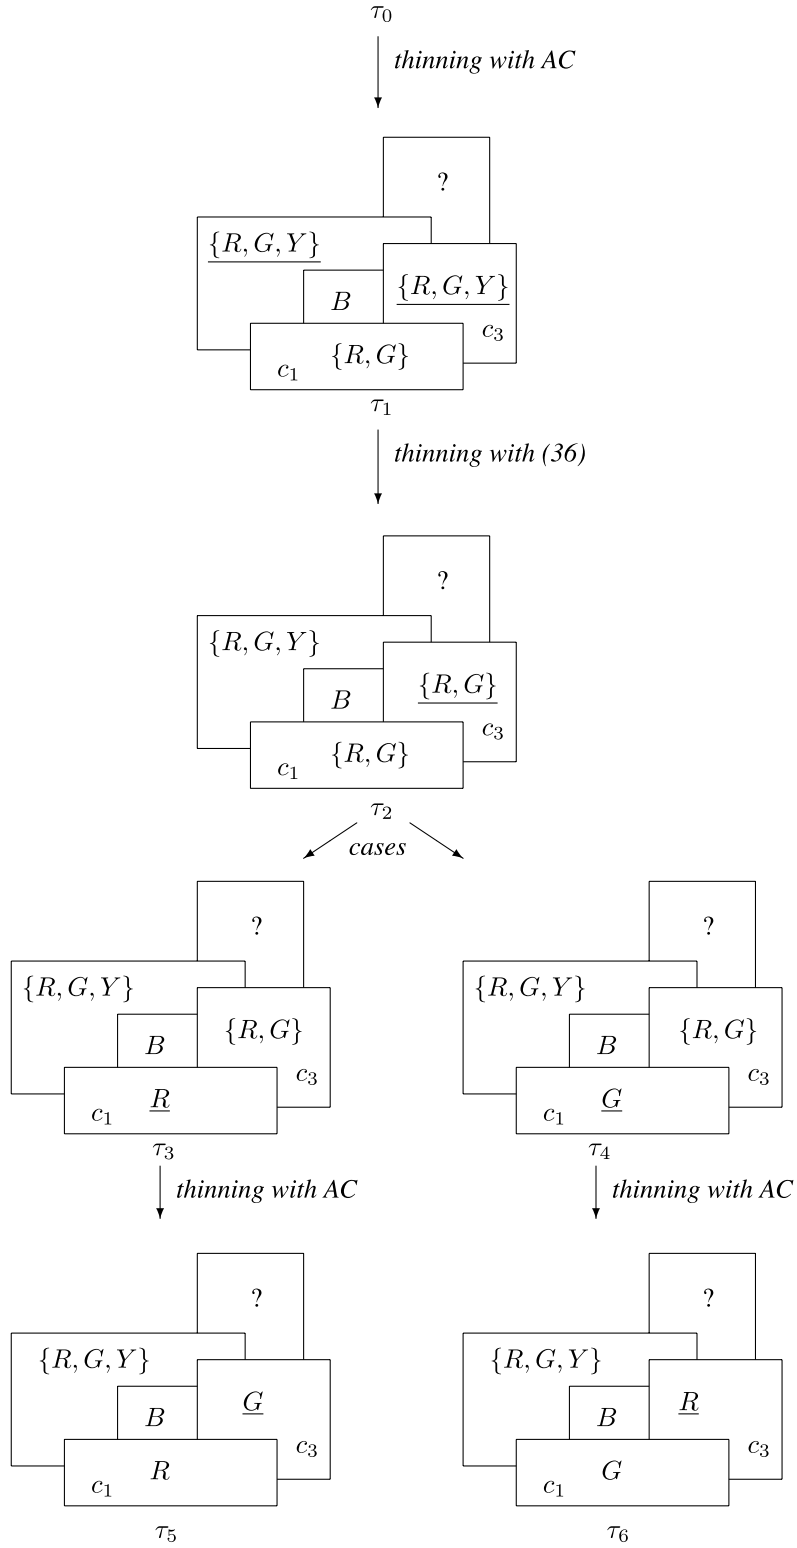 τ₀
thinning with AC
?
{R, G, Y}
{R, G, Y}
B
c₃
{R, G}
c₁
τ₁
thinning with (36)
?
{R, G, Y}
{R, G}
B
c₃
{R, G}
c₁
τ₂
cases
? ?
{R, G, Y} {R, G, Y}
{R, G} {R, G}
B B
c₃ c₃
R G
c₁ c₁
τ₃ τ₄
thinning with AC thinning with AC
? ?
{R, G, Y} {R, G, Y}
G R
B B
c₃ c₃
R G
c₁ c₁
τ₅ τ₆